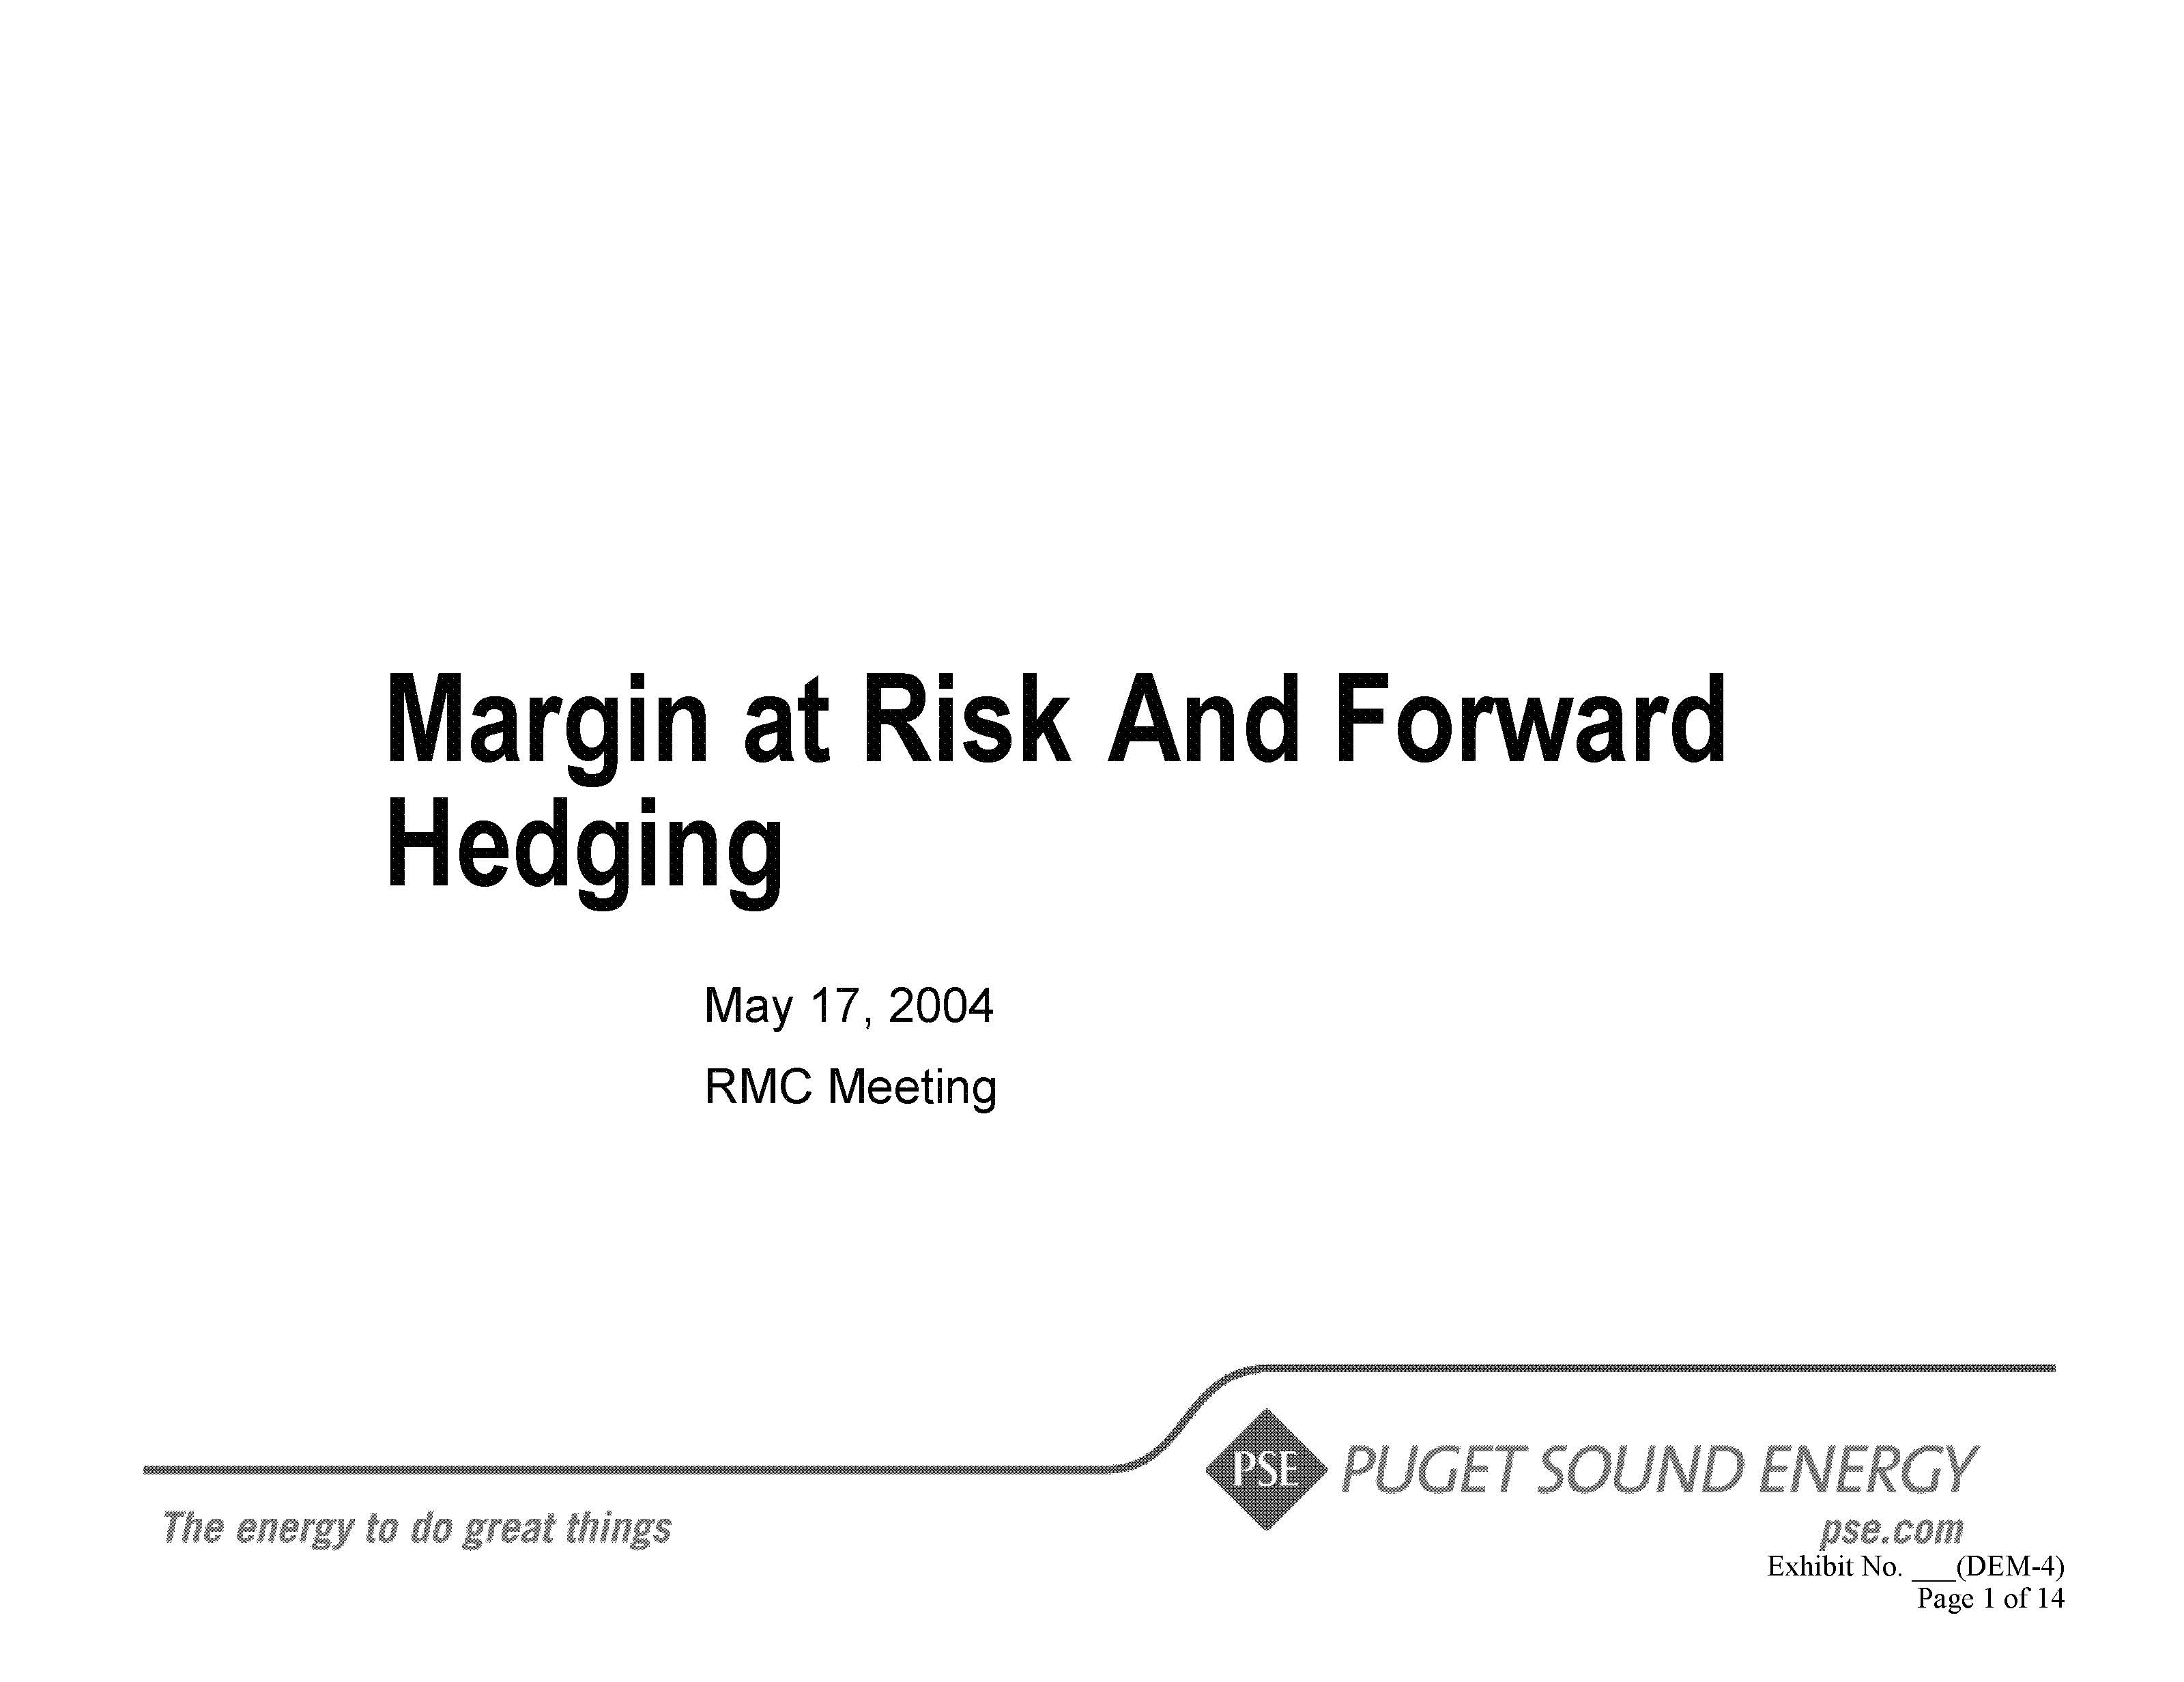 Margin at Risk And Forward
Hedging
May 17, 2004
RMC Meeting
PSE PUGET SOUND ENERGY
The energy to do great things
pse.com
Exhibit No. ___(DEM-4)
Page 1 of 14